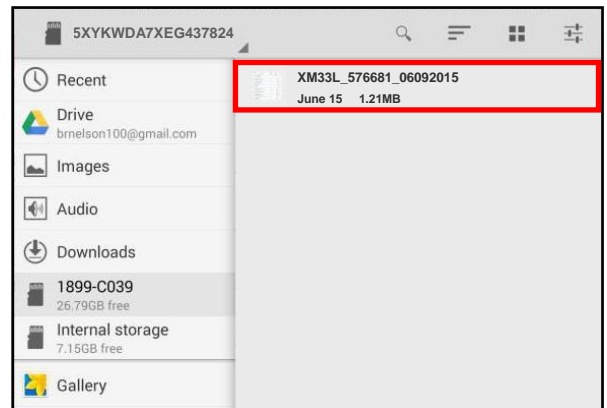 5XYKWDA7XEG437824
Recent
Drive
brnelson100@gmail.com
Images
Audio
Downloads
1899-C039
26.79GB free
Internal storage
7.15GB free
Gallery
XM33L_576681_06092015
June 15 1.21MB